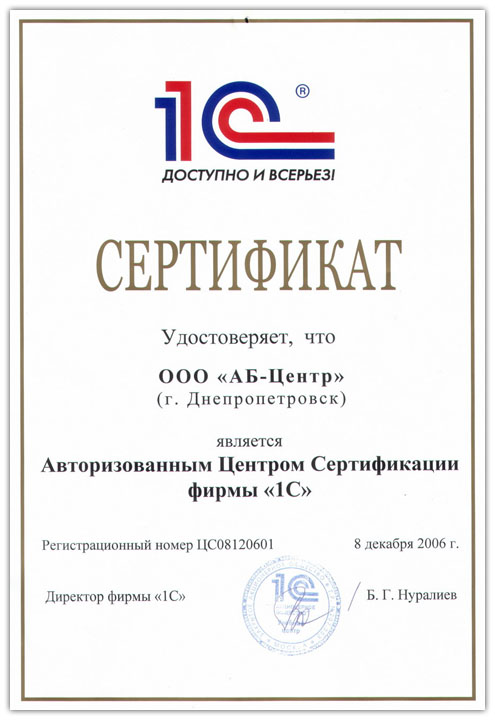 1С ®
ДОСТУПНО И ВСЕРЬЕЗ!
СЕРТИФИКАТ
Удостоверяет, что
ООО «АБ-Центр»
(г. Днепропетровск)
является
Авторизованным Центром Сертификации
фирмы «1С»
Регистрационный номер ЦС08120601 8 декабря 2006 г.
1С
Директор фирмы «1С» Б. Г. Нуралиев